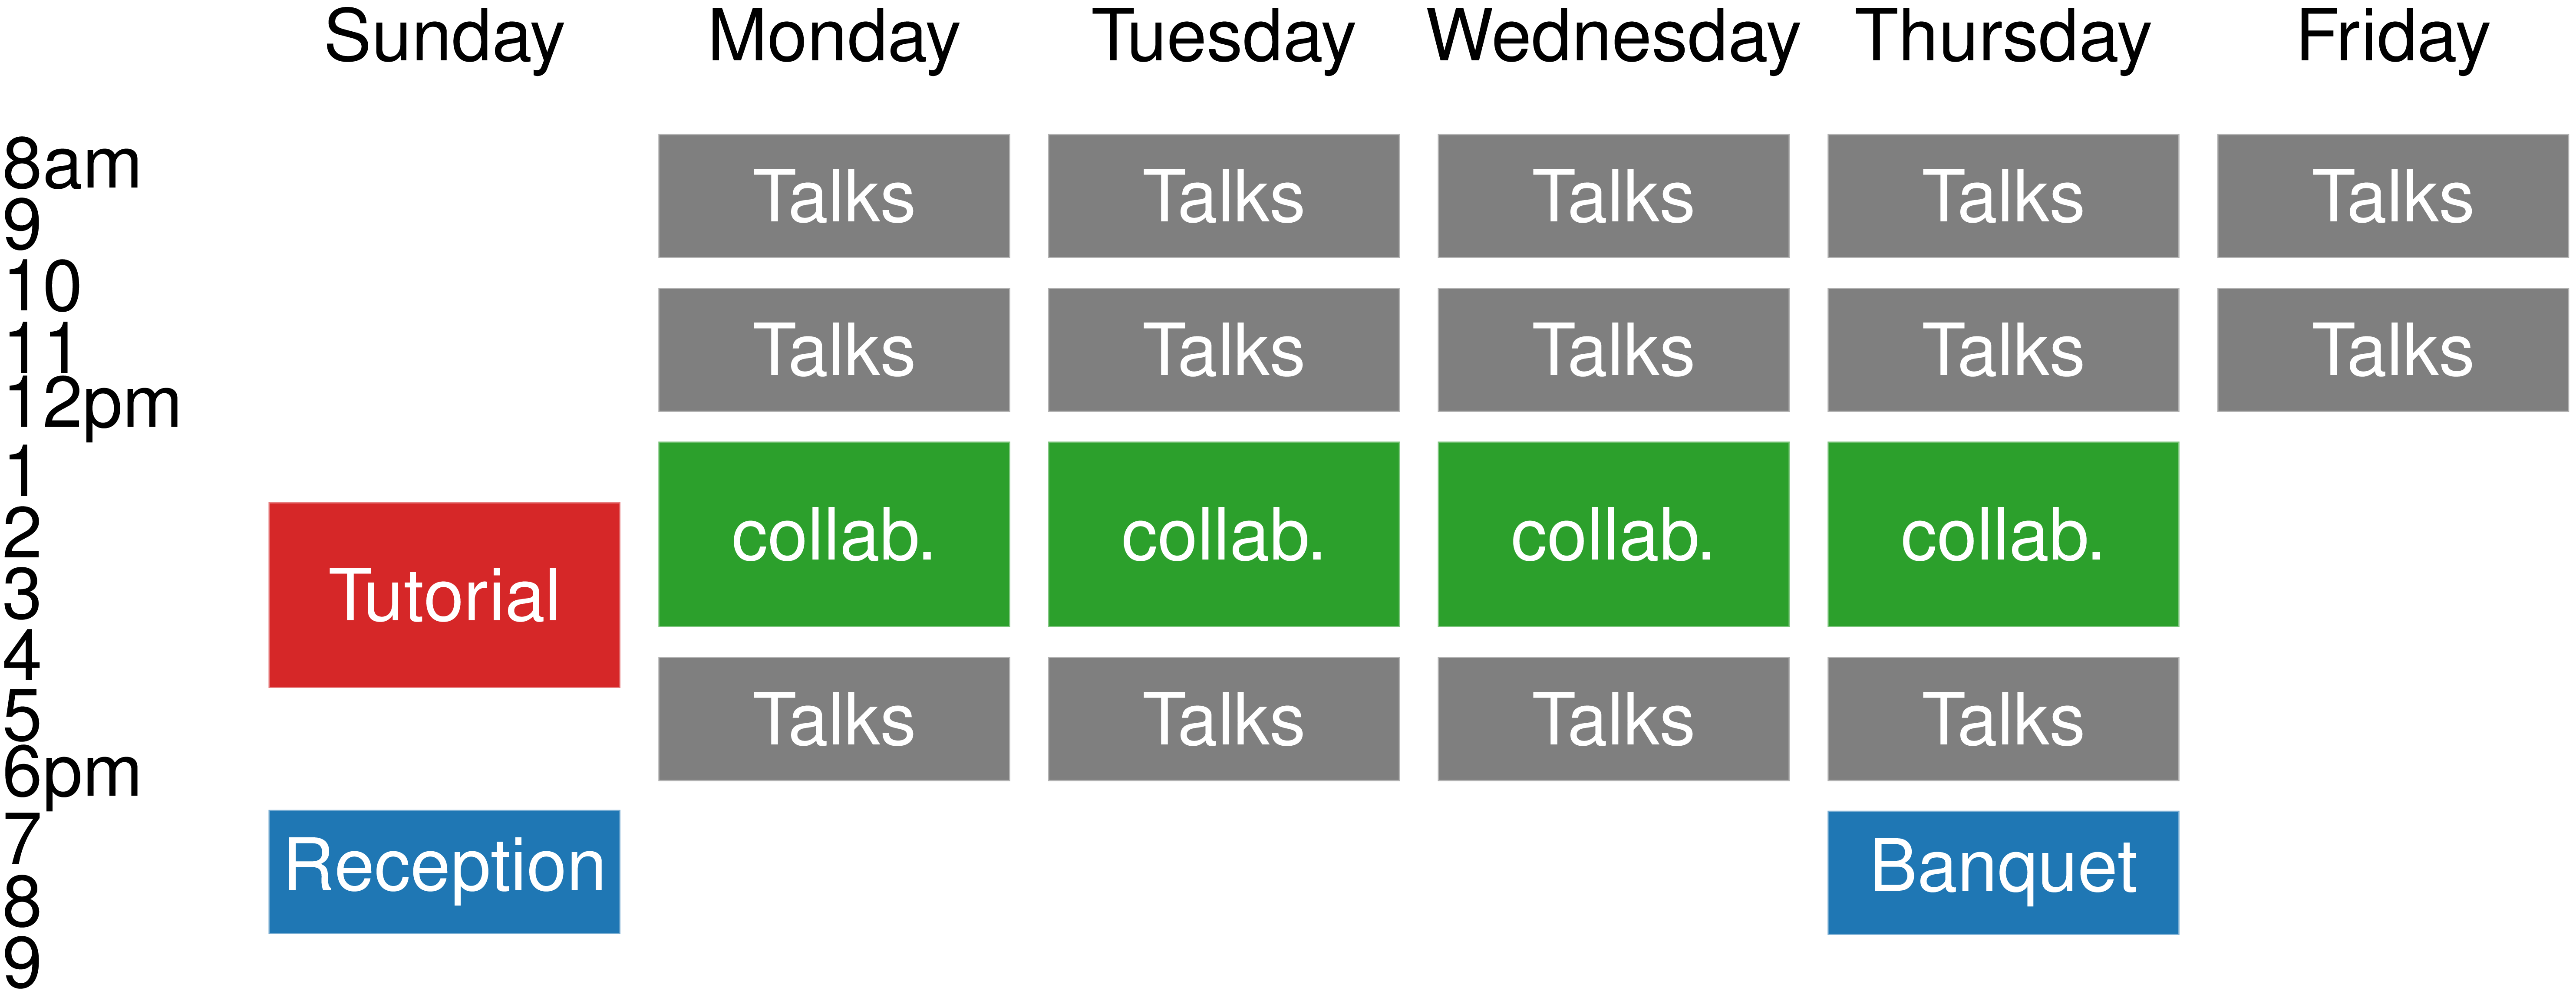 Sunday Monday Tuesday Wednesday Thursday Friday
8am
Talks Talks Talks Talks Talks
9
10
11
Talks Talks Talks Talks Talks
12pm
1
2
collab. collab. collab. collab.
3
Tutorial
4
5
Talks Talks Talks Talks
6pm
7
Reception Banquet
8
9